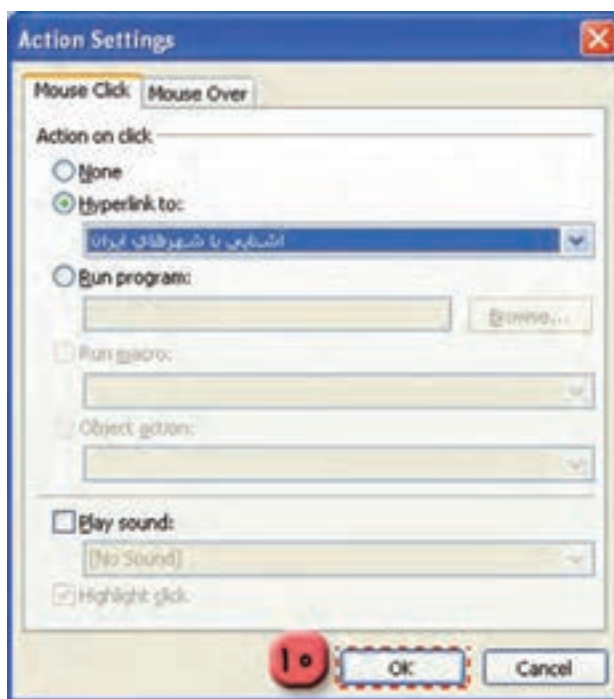 Action Settings
Mouse Click Mouse Over
Action on click
None
Hyperlink to:
اشنایی با شهرهای ایران
Run program:
Browse...
Run macro:
Object action:
Play sound:
[No Sound]
Highlight click
۱۰ OK Cancel